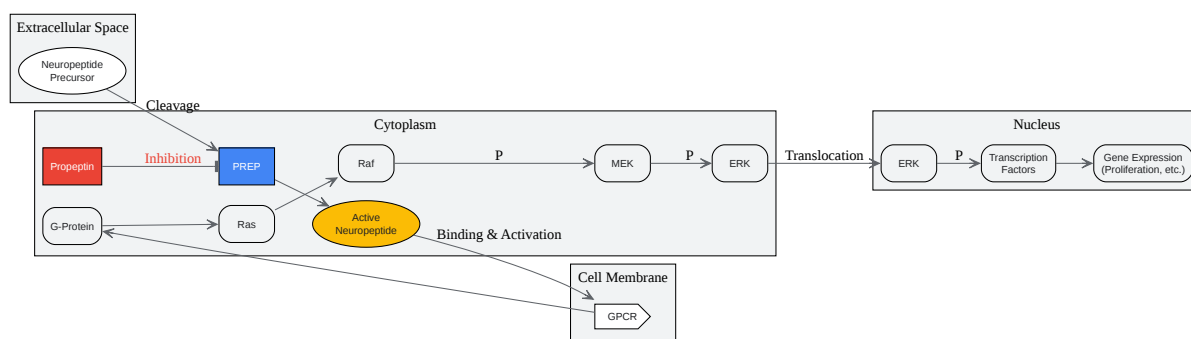 Extracellular Space
Neuropeptide
Precursor
Cleavage
Cytoplasm
Nucleus
Propeptin
Inhibition
PREP
Raf
P
MEK
P
ERK
Translocation
ERK
P
Transcription
Factors
Gene Expression
(Proliferation, etc.)
G-Protein
Ras
Active
Neuropeptide
Binding & Activation
Cell Membrane
GPCR